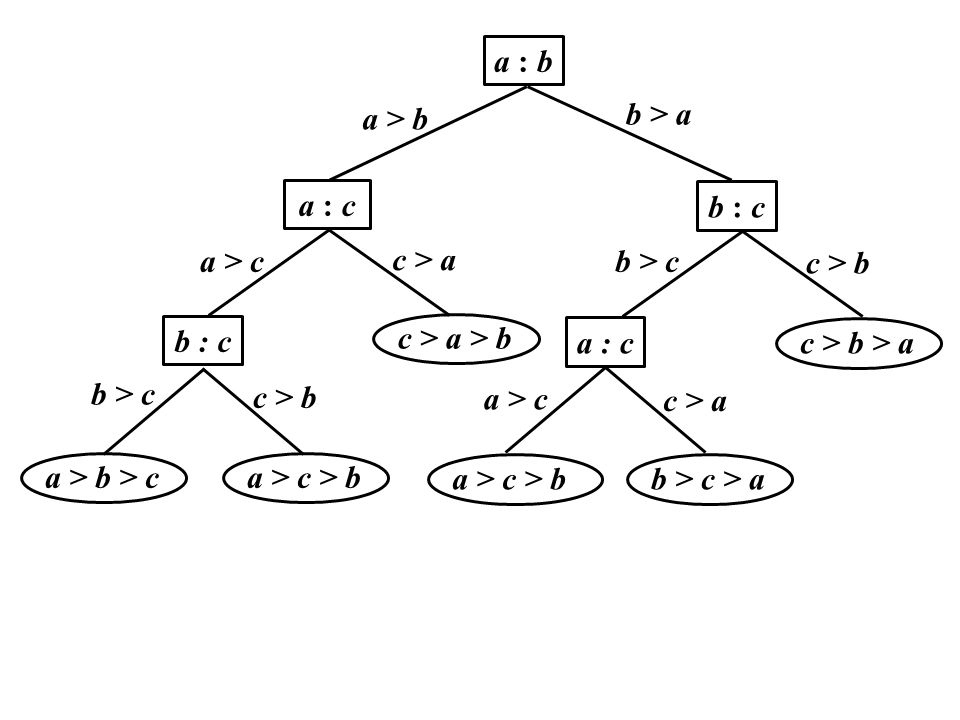 a : b
a > b
b > a
a : c
b : c
a > c
c > a
b > c
c > b
b : c
c > a > b
a : c
c > b > a
b > c
c > b
a > c
c > a
a > b > c
a > c > b
a > c > b
b > c > a